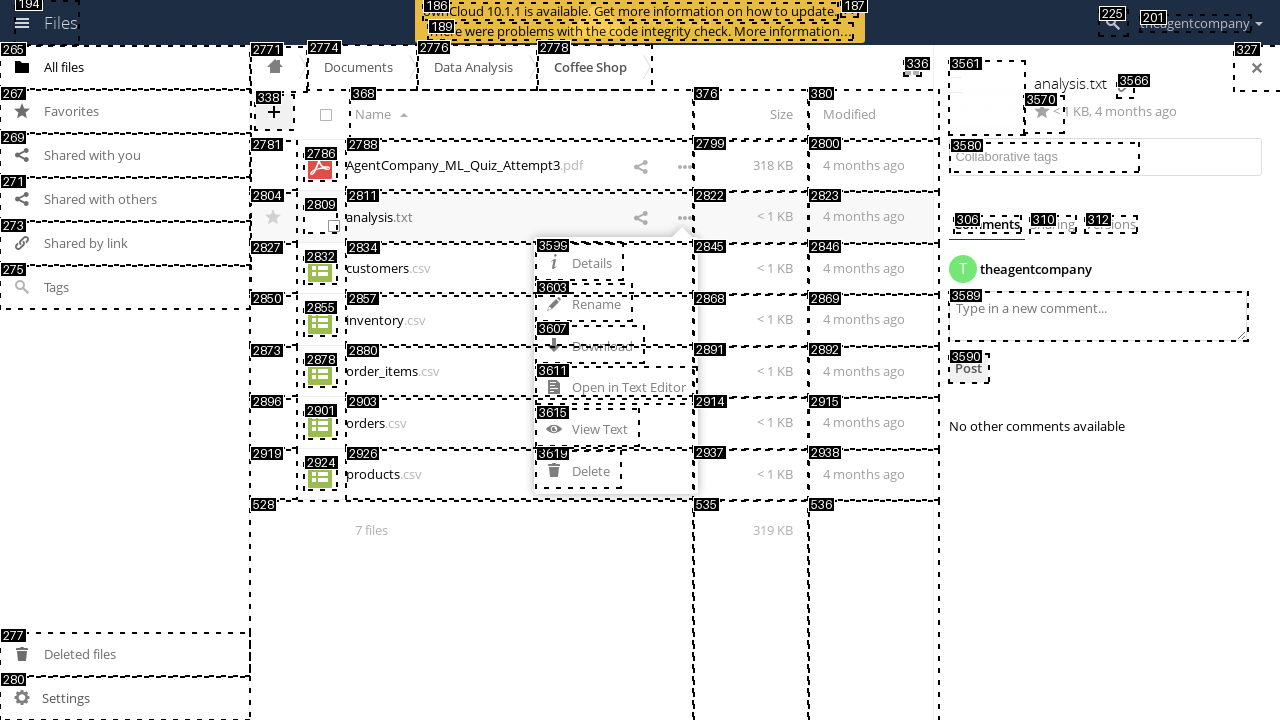 194
Files
186
ownCloud 10.1.1 is available. Get more information on how to update.
187
189
There were problems with the code integrity check. More information…
225
201
theagentcompany
265
All files
267
Favorites
269
Shared with you
271
Shared with others
273
Shared by link
275
Tags
277
Deleted files
280
Settings
2771
2774
Documents
2776
Data Analysis
2778
Coffee Shop
336
327
338
+
368
Name
376
Size
380
Modified
2781
2786
2788
AgentCompany_ML_Quiz_Attempt3.pdf
2799
318 KB
2800
4 months ago
2804
2809
2811
analysis.txt
2822
< 1 KB
2823
4 months ago
2827
2832
2834
customers.csv
2845
< 1 KB
2846
4 months ago
2850
2855
2857
inventory.csv
2868
< 1 KB
2869
4 months ago
2873
2878
2880
order_items.csv
2891
< 1 KB
2892
4 months ago
2896
2901
2903
orders.csv
2914
< 1 KB
2915
4 months ago
2919
2924
2926
products.csv
2937
< 1 KB
2938
4 months ago
528
7 files
535
319 KB
536
3599
Details
3603
Rename
3607
Download
3611
Open in Text Editor
3615
View Text
3619
Delete
3561
analysis.txt
3566
3570
< 1 KB, 4 months ago
3580
Collaborative tags
306
Comments
310
Sharing
312
Versions
T
theagentcompany
3589
Type in a new comment...
3590
Post
No other comments available